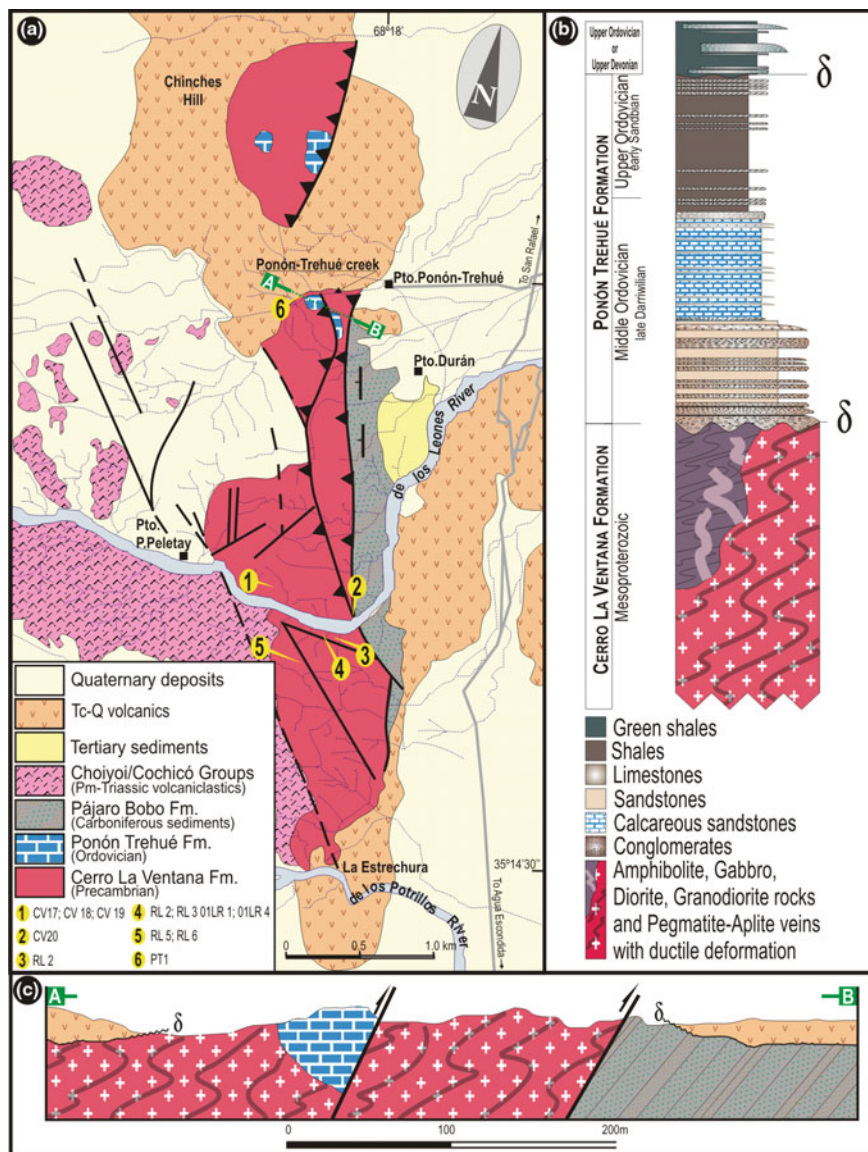 (a)
68°18'
Chinches
Hill
N
Ponón-Trehué creek
A
Pto.Ponón-Trehué
6
B
To San Rafael
Pto.Durán
de los Leones River
Pto.
P.Peletay
1
2
5
4
3
La Estrechura
35°14'30"
de los Potrillos River
To Agua Escondida
0 0.5 1.0 km
Quaternary deposits
Tc-Q volcanics
Tertiary sediments
Choiyoi/Cochicó Groups
(Pm-Triassic volcaniclastics)
Pájaro Bobo Fm.
(Carboniferous sediments)
Ponón Trehué Fm.
(Ordovician)
Cerro La Ventana Fm.
(Precambrian)
1 CV17; CV 18; CV 19
2 CV20
3 RL 2
4 RL 2; RL 3 01LR 1; 01LR 4
5 RL 5; RL 6
6 PT1
(b)
Upper Ordovician
or
Upper Devonian
δ
PONÓN TREHUÉ FORMATION
Upper Ordovician
early Sandbian
Middle Ordovician
late Darriwilian
δ
CERRO LA VENTANA FORMATION
Mesoproterozoic
Green shales
Shales
Limestones
Sandstones
Calcareous sandstones
Conglomerates
Amphibolite, Gabbro,
Diorite, Granodiorite rocks
and Pegmatite-Aplite veins
with ductile deformation
(c)
A
δ
δ
B
0 100 200m